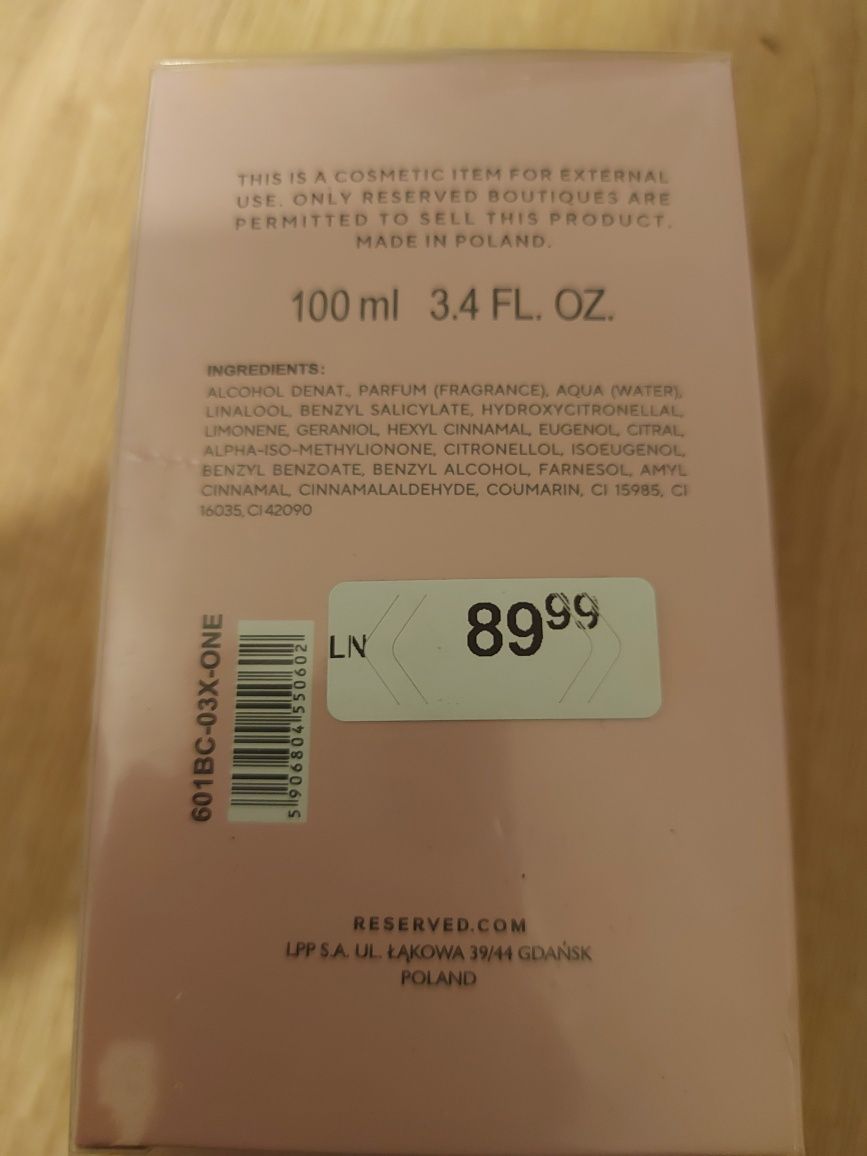 THIS IS A COSMETIC ITEM FOR EXTERNAL
USE. ONLY RESERVED BOUTIQUES ARE
PERMITTED TO SELL THIS PRODUCT.
MADE IN POLAND.
100 ml 3.4 FL. OZ.
INGREDIENTS:
ALCOHOL DENAT., PARFUM (FRAGRANCE), AQUA (WATER),
LINALOOL, BENZYL SALICYLATE, HYDROXYCITRONELLAL,
LIMONENE, GERANIOL, HEXYL CINNAMAL, EUGENOL, CITRAL,
ALPHA-ISO-METHYLIONONE, CITRONELLOL, ISOEUGENOL,
BENZYL BENZOATE, BENZYL ALCOHOL, FARNESOL, AMYL
CINNAMAL, CINNAMALALDEHYDE, COUMARIN, CI 15985, CI
16035, CI 42090
LN 89⁹⁹
601BC-03X-ONE
5 906804 550602
RESERVED.COM
LPP S.A. UL. ŁĄKOWA 39/44 GDAŃSK
POLAND